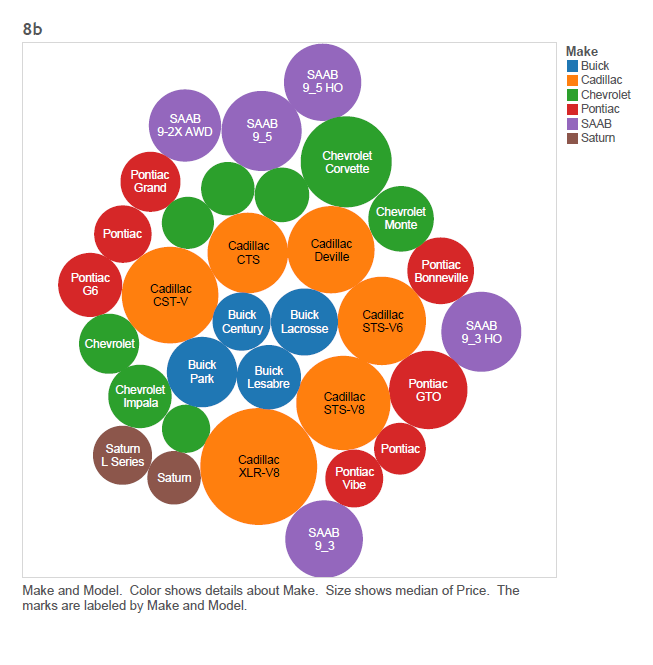 8b
Make
Buick
Cadillac
Chevrolet
Pontiac
SAAB
Saturn
SAAB
9_5 HO
SAAB
9-2X AWD
SAAB
9_5
Chevrolet
Corvette
Pontiac
Grand
Chevrolet
Monte
Pontiac
Cadillac
CTS
Cadillac
Deville
Pontiac
Bonneville
Pontiac
G6
Cadillac
CST-V
Buick
Century
Buick
Lacrosse
Cadillac
STS-V6
SAAB
9_3 HO
Chevrolet
Buick
Park
Buick
Lesabre
Chevrolet
Impala
Cadillac
STS-V8
Pontiac
GTO
Saturn
L Series
Saturn
Cadillac
XLR-V8
Pontiac
Pontiac
Vibe
SAAB
9_3
Make and Model.  Color shows details about Make.  Size shows median of Price.  The
marks are labeled by Make and Model.